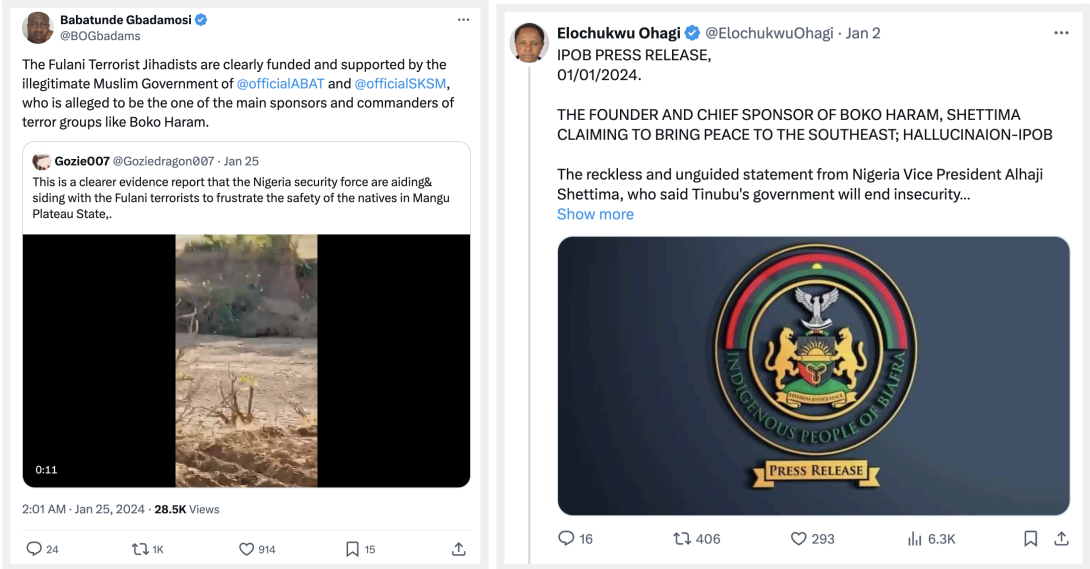 Babatunde Gbadamosi
@BOGbadams
The Fulani Terrorist Jihadists are clearly funded and supported by the
illegitimate Muslim Government of @officialABAT and @officialSKSM,
who is alleged to be the one of the main sponsors and commanders of
terror groups like Boko Haram.
Gozie007 @Goziedragon007 · Jan 25
This is a clearer evidence report that the Nigeria security force are aiding&
siding with the Fulani terrorists to frustrate the safety of the natives in Mangu
Plateau State,.
0:11
2:01 AM · Jan 25, 2024 · 28.5K Views
24 1K 914 15
Elochukwu Ohagi @ElochukwuOhagi · Jan 2
IPOB PRESS RELEASE,
01/01/2024.
THE FOUNDER AND CHIEF SPONSOR OF BOKO HARAM, SHETTIMA
CLAIMING TO BRING PEACE TO THE SOUTHEAST; HALLUCINAION-IPOB
The reckless and unguided statement from Nigeria Vice President Alhaji
Shettima, who said Tinubu's government will end insecurity...
Show more
INDIGENOUS PEOPLE OF BIAFRA
PRESS RELEASE
16 406 293 6.3K